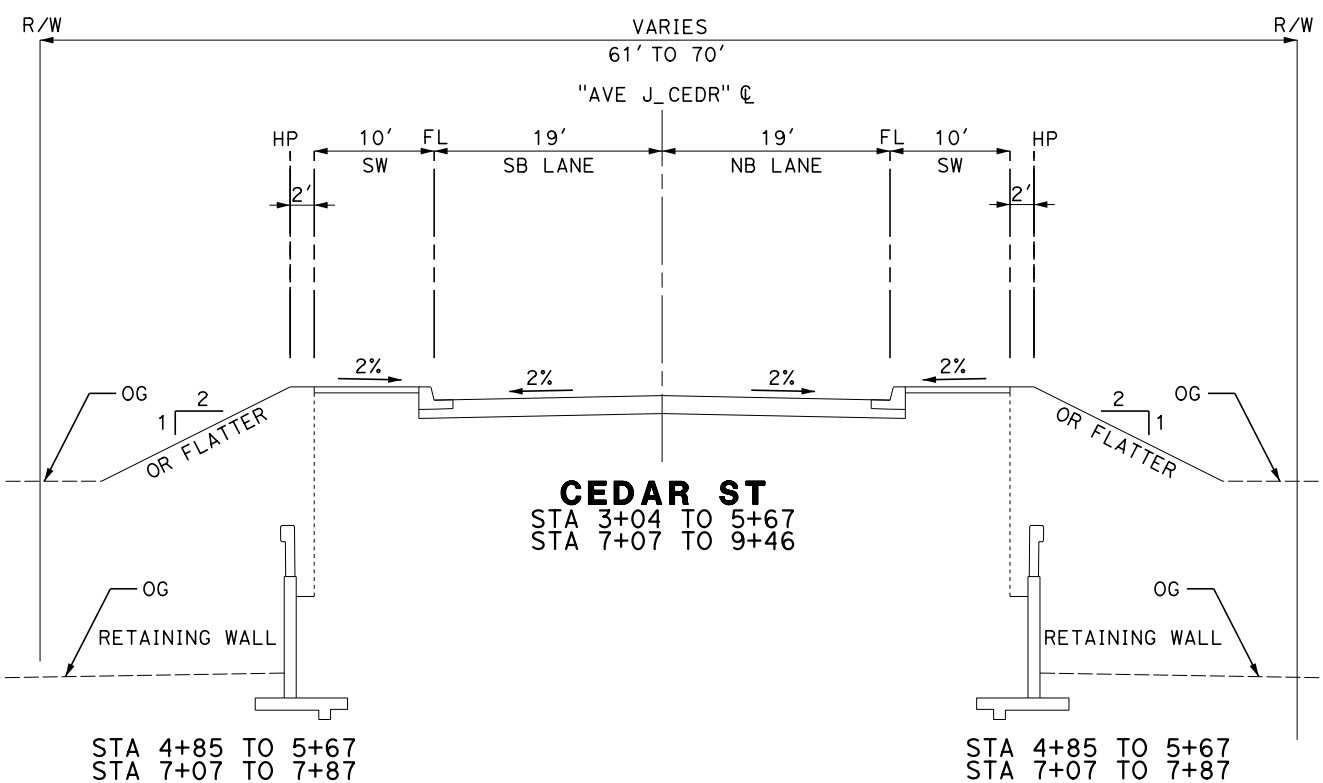 R/W VARIES R/W
61' TO 70'
"AVE J_CEDR" ℄
HP 10' FL 19' 19' FL 10' HP
SW SB LANE NB LANE SW
2' 2'
2% 2% 2% 2%
OG 2 2 OG
1 1
OR FLATTER OR FLATTER
CEDAR ST
STA 3+04 TO 5+67
STA 7+07 TO 9+46
OG OG
RETAINING WALL RETAINING WALL
STA 4+85 TO 5+67 STA 4+85 TO 5+67
STA 7+07 TO 7+87 STA 7+07 TO 7+87